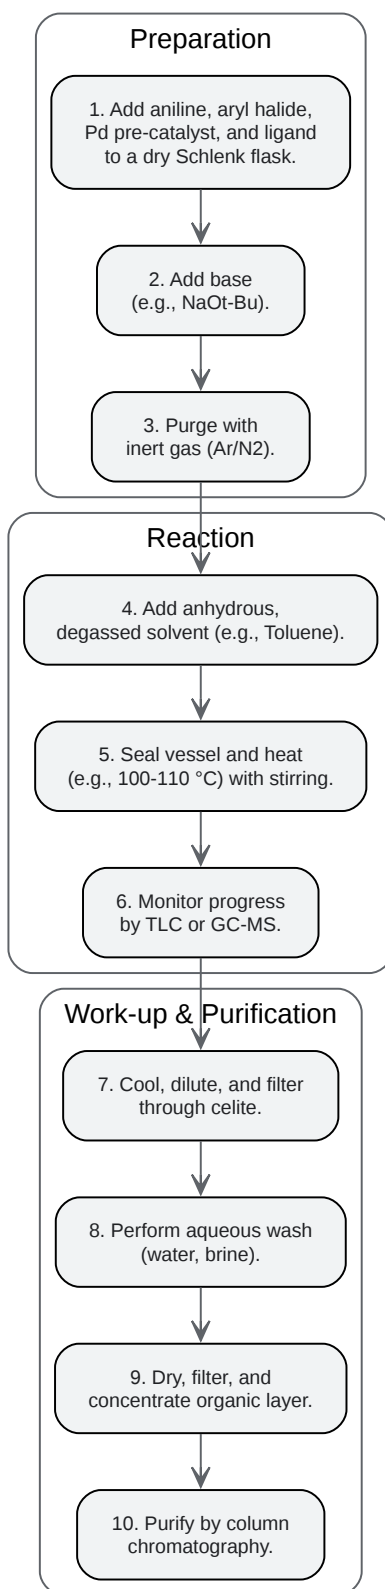 Preparation
1. Add aniline, aryl halide,
Pd pre-catalyst, and ligand
to a dry Schlenk flask.
2. Add base
(e.g., NaOt-Bu).
3. Purge with
inert gas (Ar/N2).
Reaction
4. Add anhydrous,
degassed solvent (e.g., Toluene).
5. Seal vessel and heat
(e.g., 100-110 °C) with stirring.
6. Monitor progress
by TLC or GC-MS.
Work-up & Purification
7. Cool, dilute, and filter
through celite.
8. Perform aqueous wash
(water, brine).
9. Dry, filter, and
concentrate organic layer.
10. Purify by column
chromatography.